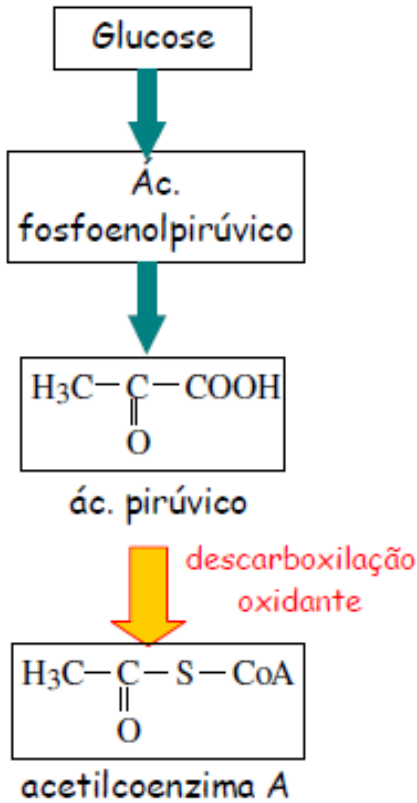 Glucose
Ác.
fosfoenolpirúvico
H₃C—C—COOH
||
O
ác. pirúvico
descarboxilação
oxidante
H₃C—C—S—CoA
||
O
acetilcoenzima A